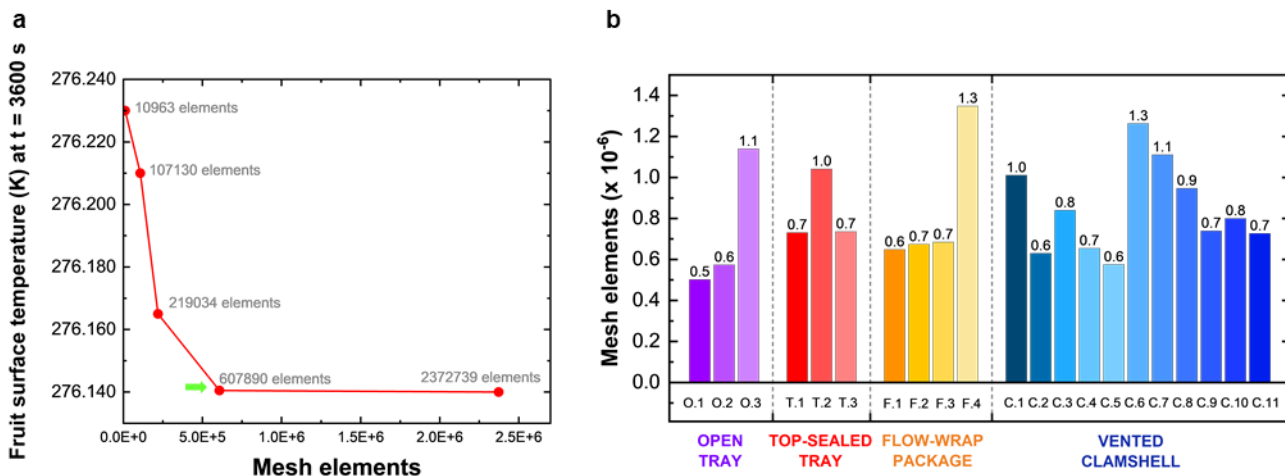 a
Fruit surface temperature (K) at t = 3600 s
276.240
276.220
276.200
276.180
276.160
276.140
10963 elements
107130 elements
219034 elements
607890 elements
2372739 elements
0.0E+0
5.0E+5
1.0E+6
1.5E+6
2.0E+6
2.5E+6
Mesh elements
b
Mesh elements (x 10⁻⁶)
1.4
1.2
1.0
0.8
0.6
0.4
0.2
0.0
0.5
0.6
1.1
0.7
1.0
0.7
0.6
0.7
0.7
1.3
1.0
0.6
0.8
0.7
0.6
1.3
1.1
0.9
0.7
0.8
0.7
O.1 O.2 O.3 T.1 T.2 T.3 F.1 F.2 F.3 F.4 C.1 C.2 C.3 C.4 C.5 C.6 C.7 C.8 C.9 C.10 C.11
OPEN
TRAY
TOP-SEALED
TRAY
FLOW-WRAP
PACKAGE
VENTED
CLAMSHELL